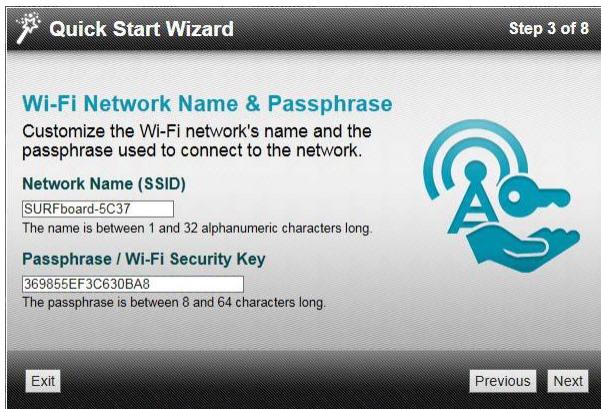 Quick Start Wizard
Step 3 of 8
Wi-Fi Network Name & Passphrase
Customize the Wi-Fi network's name and the
passphrase used to connect to the network.
Network Name (SSID)
SURFboard-5C37
The name is between 1 and 32 alphanumeric characters long.
Passphrase / Wi-Fi Security Key
369855EF3C630BA8
The passphrase is between 8 and 64 characters long.
Exit
Previous
Next